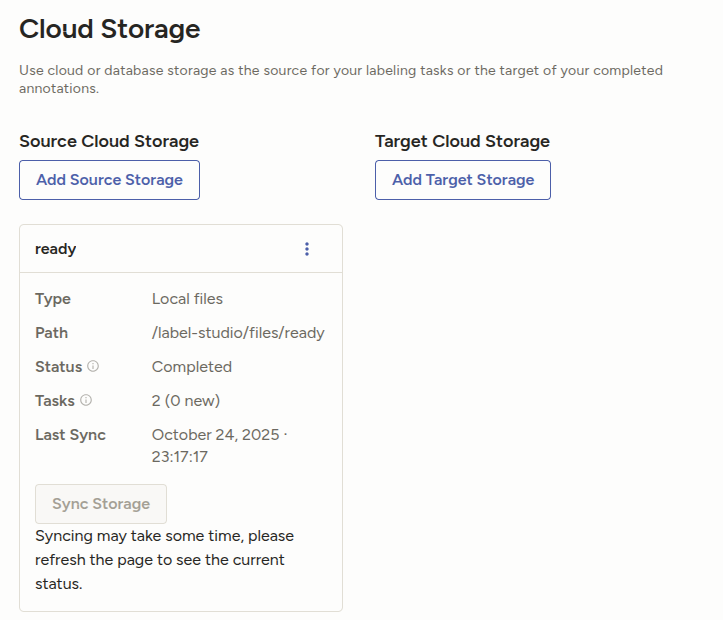 Cloud Storage
Use cloud or database storage as the source for your labeling tasks or the target of your completed
annotations.
Source Cloud Storage
Add Source Storage
Target Cloud Storage
Add Target Storage
ready
Type Local files
Path /label-studio/files/ready
Status Completed
Tasks 2 (0 new)
Last Sync October 24, 2025 ·
23:17:17
Sync Storage
Syncing may take some time, please
refresh the page to see the current
status.